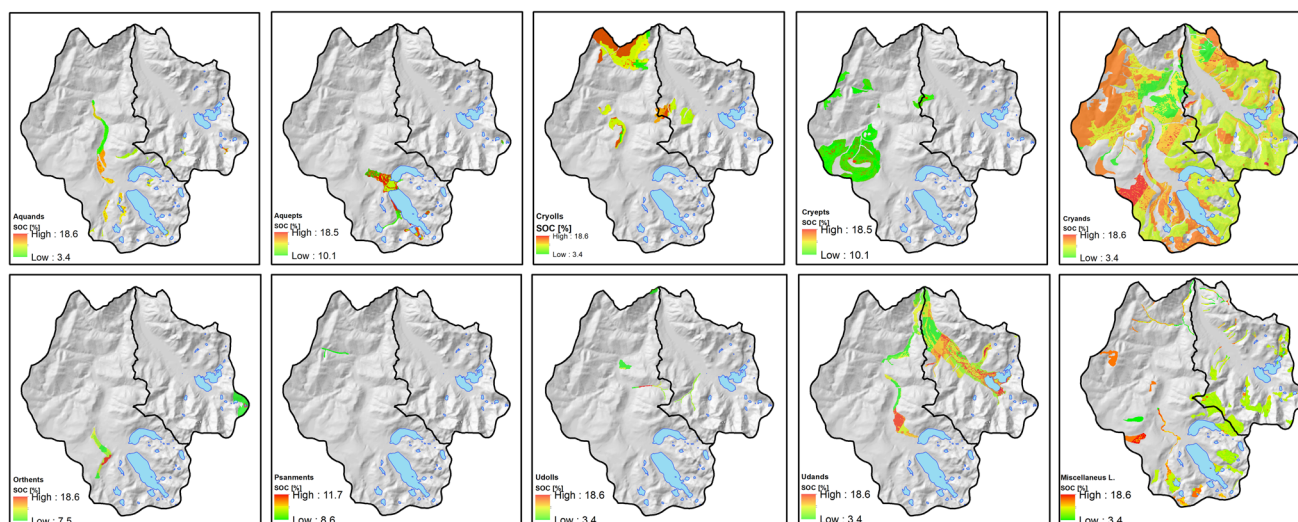 Aquands
SOC [%]
High : 18.6
Low : 3.4
Aquepts
SOC [%]
High : 18.5
Low : 10.1
Cryolls
SOC [%]
High : 18.6
Low : 3.4
Cryepts
SOC [%]
High : 18.5
Low : 10.1
Cryands
SOC [%]
High : 18.6
Low : 3.4
Orthents
SOC [%]
High : 18.6
Low : 7.5
Psanments
SOC [%]
High : 11.7
Low : 8.6
Udolls
SOC [%]
High : 18.6
Low : 3.4
Udands
SOC [%]
High : 18.6
Low : 3.4
Miscellaneus L.
SOC [%]
High : 18.6
Low : 3.4